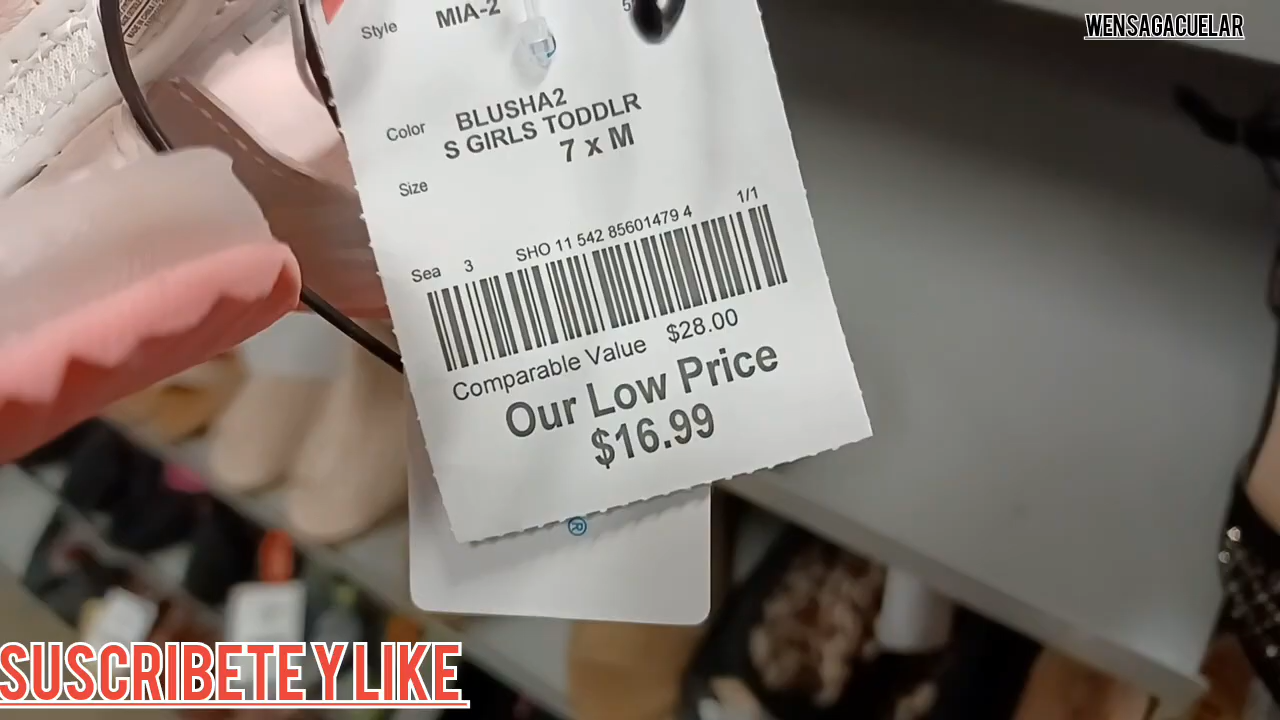 WENSAGACUELAR
Style MIA-2 5
Color BLUSHA2
S GIRLS TODDLR
7 x M
Size
Sea 3 SHO 11 542 85601479 4 1/1
Comparable Value $28.00
Our Low Price
$16.99
®
SUSCRIBETE Y LIKE